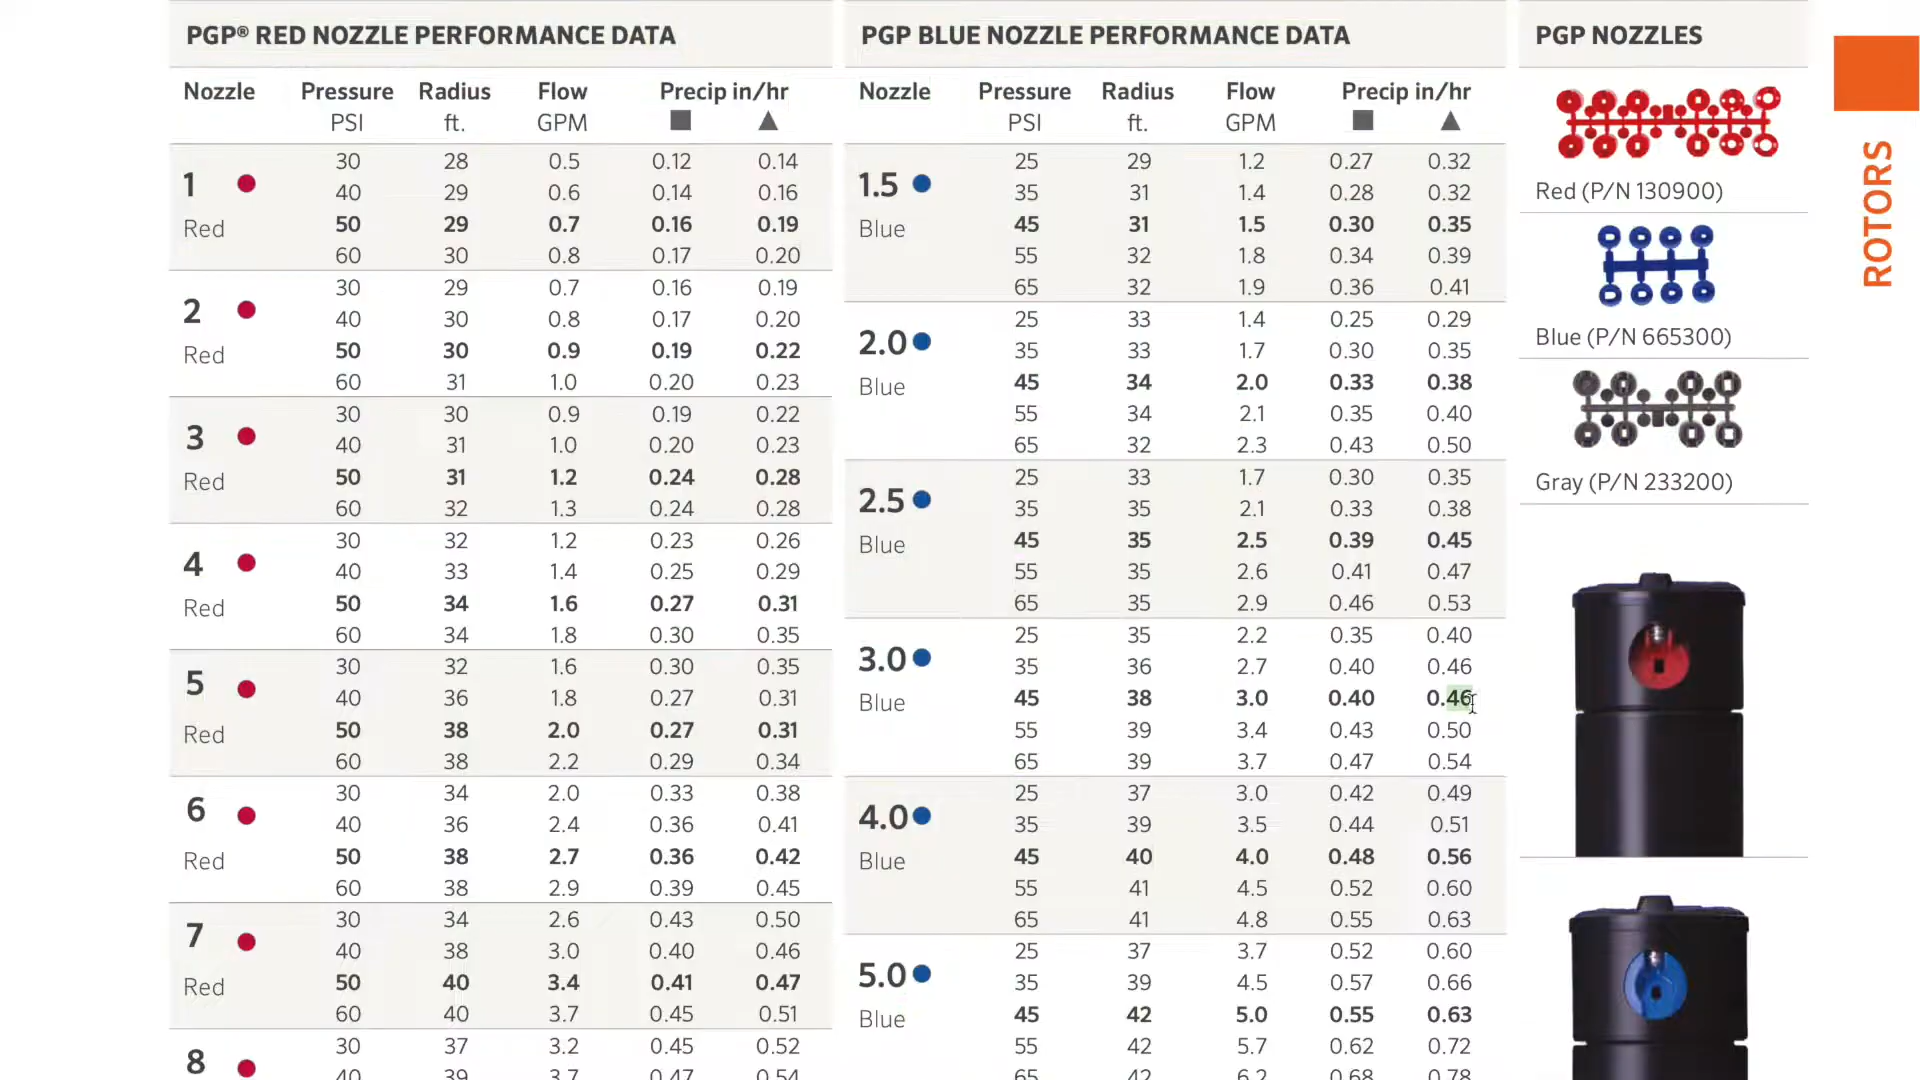 PGP® RED NOZZLE PERFORMANCE DATA
Nozzle Pressure Radius Flow Precip in/hr
PSI ft. GPM ■ ▲
1 Red
30 28 0.5 0.12 0.14
40 29 0.6 0.14 0.16
50 29 0.7 0.16 0.19
60 30 0.8 0.17 0.20
2 Red
30 29 0.7 0.16 0.19
40 30 0.8 0.17 0.20
50 30 0.9 0.19 0.22
60 31 1.0 0.20 0.23
3 Red
30 30 0.9 0.19 0.22
40 31 1.0 0.20 0.23
50 31 1.2 0.24 0.28
60 32 1.3 0.24 0.28
4 Red
30 32 1.2 0.23 0.26
40 33 1.4 0.25 0.29
50 34 1.6 0.27 0.31
60 34 1.8 0.30 0.35
5 Red
30 32 1.6 0.30 0.35
40 36 1.8 0.27 0.31
50 38 2.0 0.27 0.31
60 38 2.2 0.29 0.34
6 Red
30 34 2.0 0.33 0.38
40 36 2.4 0.36 0.41
50 38 2.7 0.36 0.42
60 38 2.9 0.39 0.45
7 Red
30 34 2.6 0.43 0.50
40 38 3.0 0.40 0.46
50 40 3.4 0.41 0.47
60 40 3.7 0.45 0.51
8
30 37 3.2 0.45 0.52
40 39 3.7 0.47 0.54
PGP BLUE NOZZLE PERFORMANCE DATA
Nozzle Pressure Radius Flow Precip in/hr
PSI ft. GPM ■ ▲
1.5 Blue
25 29 1.2 0.27 0.32
35 31 1.4 0.28 0.32
45 31 1.5 0.30 0.35
55 32 1.8 0.34 0.39
65 32 1.9 0.36 0.41
2.0 Blue
25 33 1.4 0.25 0.29
35 33 1.7 0.30 0.35
45 34 2.0 0.33 0.38
55 34 2.1 0.35 0.40
65 32 2.3 0.43 0.50
2.5 Blue
25 33 1.7 0.30 0.35
35 35 2.1 0.33 0.38
45 35 2.5 0.39 0.45
55 35 2.6 0.41 0.47
65 35 2.9 0.46 0.53
3.0 Blue
25 35 2.2 0.35 0.40
35 36 2.7 0.40 0.46
45 38 3.0 0.40 0.46
55 39 3.4 0.43 0.50
65 39 3.7 0.47 0.54
4.0 Blue
25 37 3.0 0.42 0.49
35 39 3.5 0.44 0.51
45 40 4.0 0.48 0.56
55 41 4.5 0.52 0.60
65 41 4.8 0.55 0.63
5.0 Blue
25 37 3.7 0.52 0.60
35 39 4.5 0.57 0.66
45 42 5.0 0.55 0.63
55 42 5.7 0.62 0.72
65 42 6.2 0.68 0.78
PGP NOZZLES
Red (P/N 130900)
Blue (P/N 665300)
Gray (P/N 233200)
ROTORS